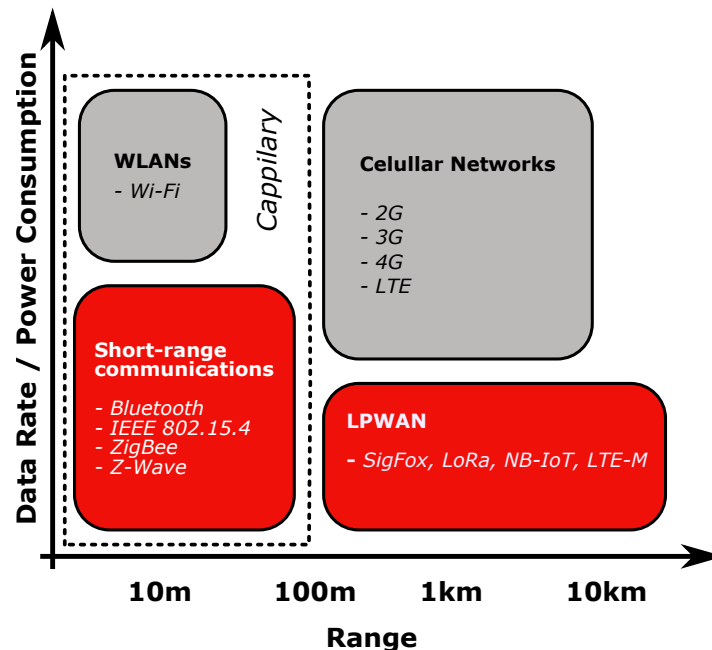 Data Rate / Power Consumption
WLANs
- Wi-Fi
Cappilary
Celullar Networks
- 2G
- 3G
- 4G
- LTE
Short-range
communications
- Bluetooth
- IEEE 802.15.4
- ZigBee
- Z-Wave
LPWAN
- SigFox, LoRa, NB-IoT, LTE-M
10m 100m 1km 10km
Range